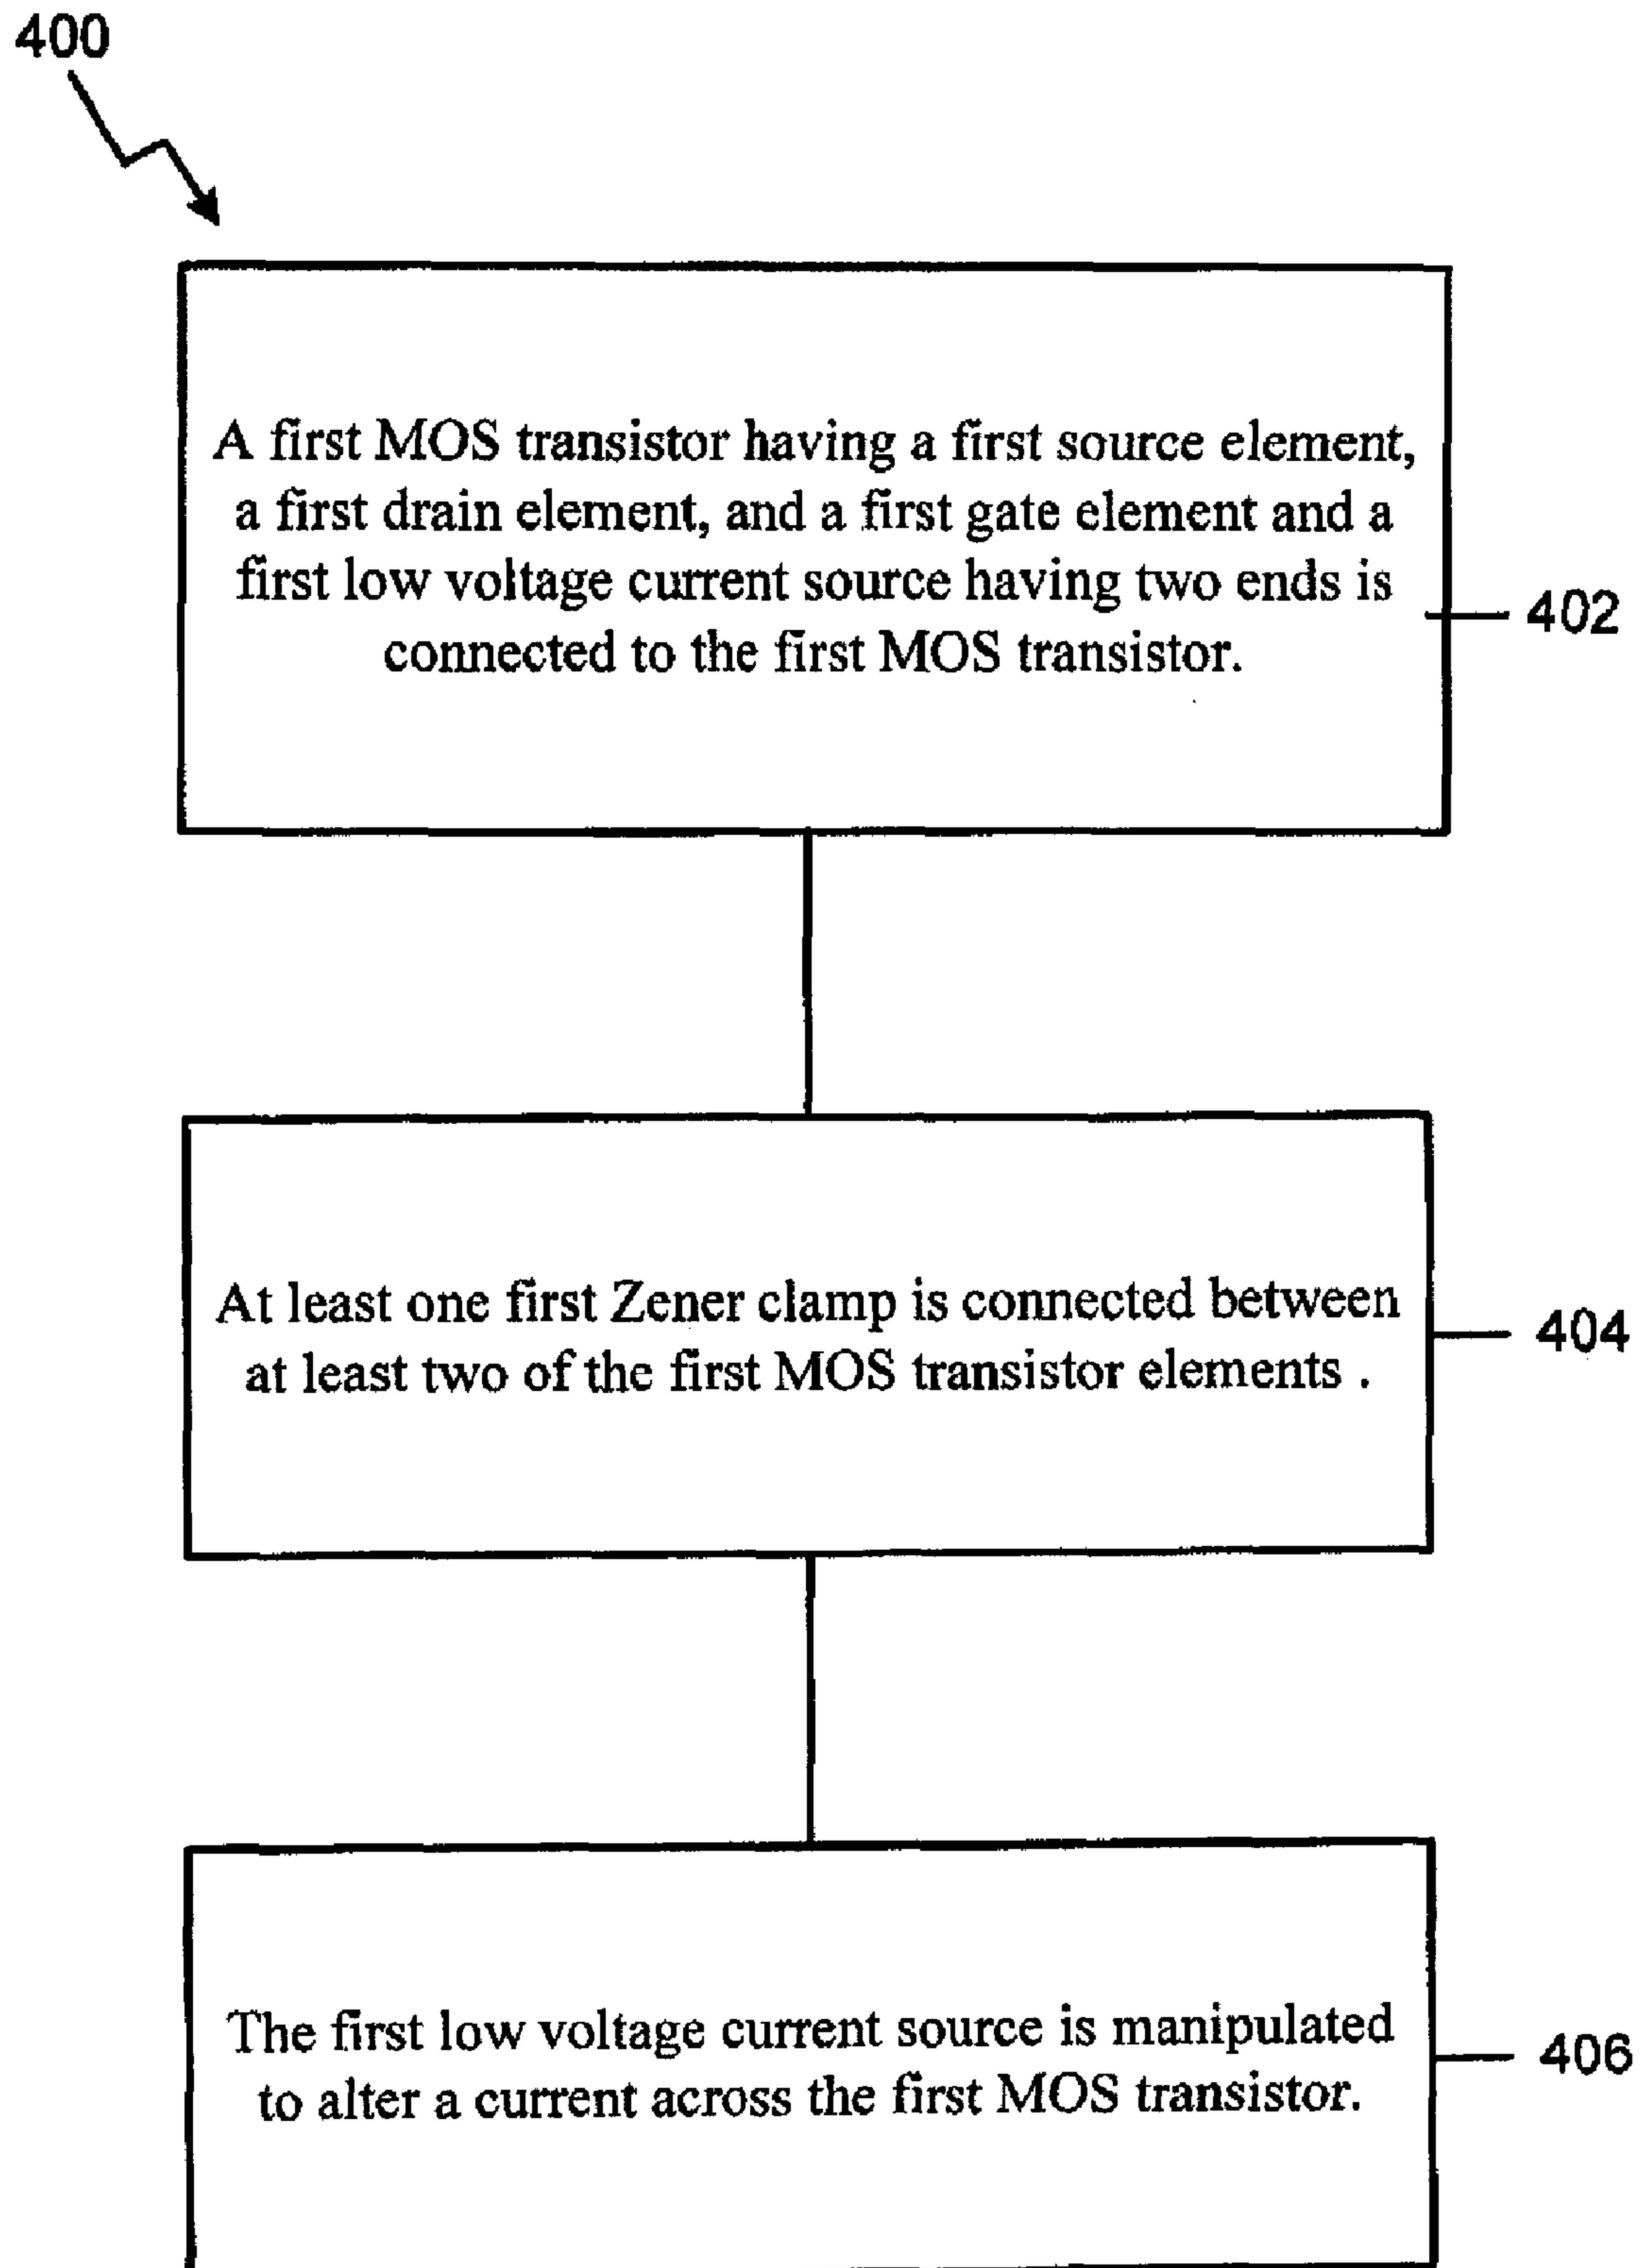 400
A first MOS transistor having a first source element,
a first drain element, and a first gate element and a
first low voltage current source having two ends is
connected to the first MOS transistor.
402
At least one first Zener clamp is connected between
at least two of the first MOS transistor elements .
404
The first low voltage current source is manipulated
to alter a current across the first MOS transistor.
406